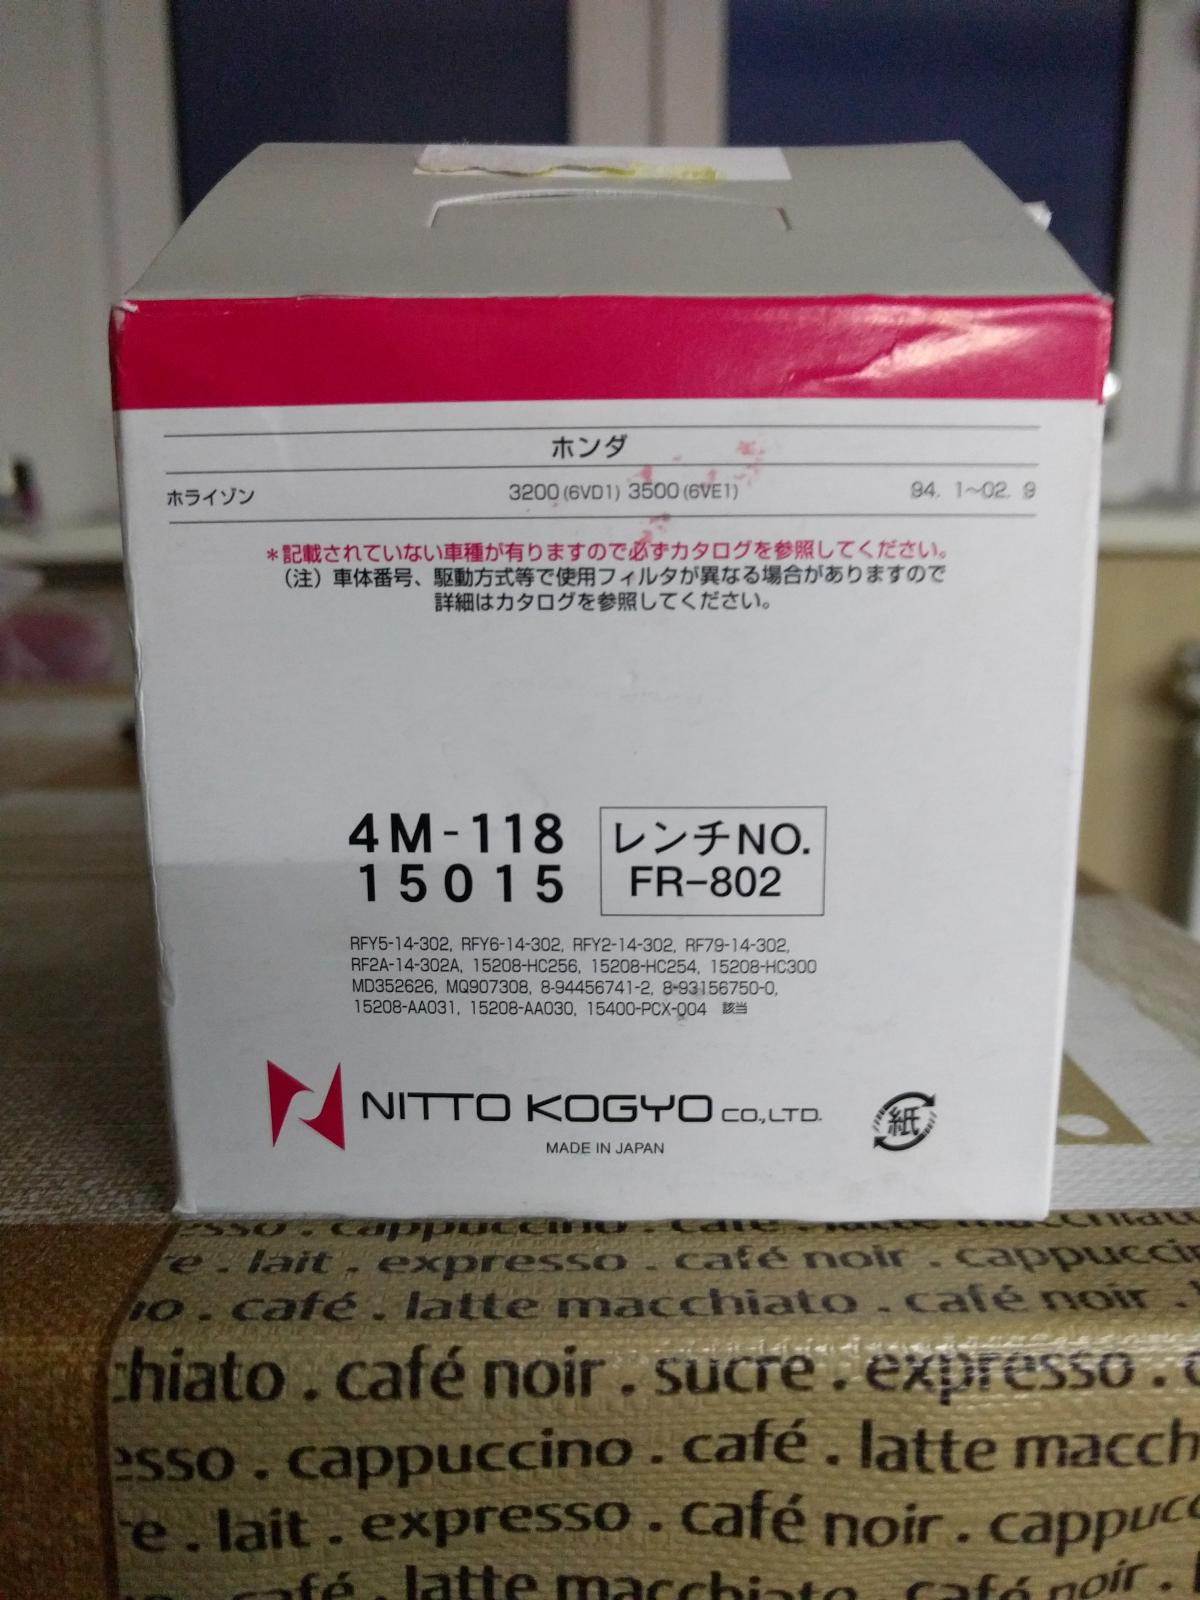 ホンダ
ホライゾン 3200(6VD1) 3500(6VE1) 94. 1〜02. 9
*記載されていない車種が有りますので必ずカタログを参照してください。
(注)車体番号、駆動方式等で使用フィルタが異なる場合がありますので
詳細はカタログを参照してください。
4M-118
15015
レンチNO.
FR-802
RFY5-14-302, RFY6-14-302, RFY2-14-302, RF79-14-302,
RF2A-14-302A, 15208-HC256, 15208-HC254, 15208-HC300
MD352626, MQ907308, 8-94456741-2, 8-93156750-0,
15208-AA031, 15208-AA030, 15400-PCX-004 該当
NITTO KOGYO CO.,LTD.
MADE IN JAPAN
紙
cappuccino . café latte macchiato
. lait . expresso . café noir .
. café . latte macchiato . café noir .
. café noir . sucre . expresso .
. cappuccino . café . latte
. lait . expresso . café noir .
latte macchiato . café noir .